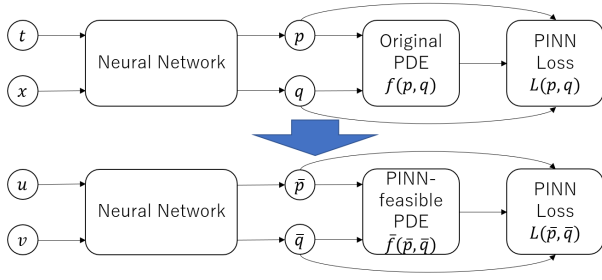 t
x
Neural Network
p
q
Original
PDE
f(p, q)
PINN
Loss
L(p, q)
u
v
Neural Network
p̄
q̄
PINN-
feasible
PDE
f̄(p̄, q̄)
PINN
Loss
L(p̄, q̄)